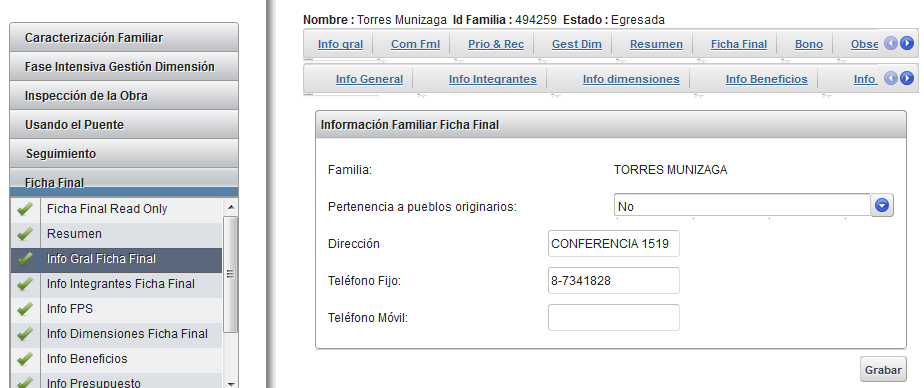 Caracterización Familiar
Fase Intensiva Gestión Dimensión
Inspección de la Obra
Usando el Puente
Seguimiento
Ficha Final
Ficha Final Read Only
Resumen
Info Gral Ficha Final
Info Integrantes Ficha Final
Info FPS
Info Dimensiones Ficha Final
Info Beneficios
Info Presupuesto
Nombre : Torres Munizaga Id Familia : 494259 Estado : Egresada
Info gral Com Fml Prio & Rec Gest Dim Resumen Ficha Final Bono Obse
Info General Info Integrantes Info dimensiones Info Beneficios Info
Información Familiar Ficha Final
Familia: TORRES MUNIZAGA
Pertenencia a pueblos originarios: No
Dirección CONFERENCIA 1519
Teléfono Fijo: 8-7341828
Teléfono Móvil:
Grabar